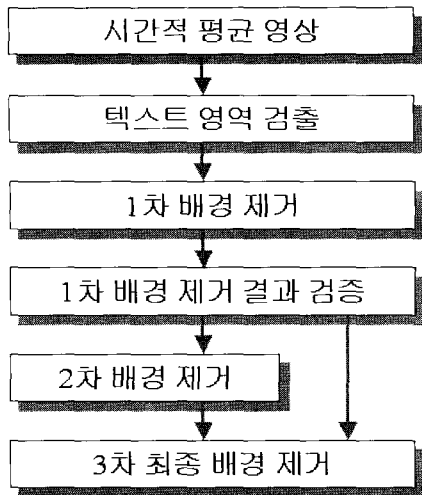 시간적 평균 영상
텍스트 영역 검출
1차 배경 제거
1차 배경 제거 결과 검증
2차 배경 제거
3차 최종 배경 제거